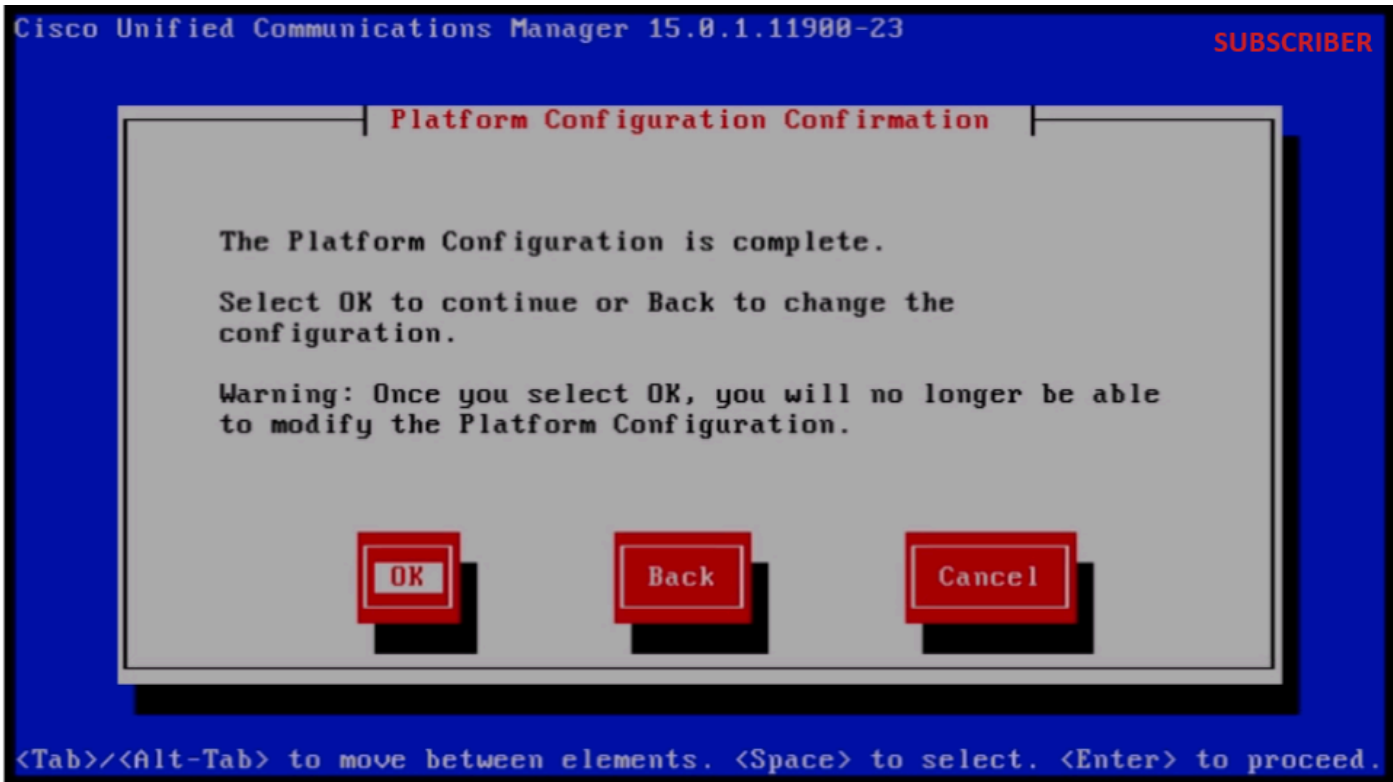 Cisco Unified Communications Manager 15.0.1.11900-23
SUBSCRIBER
Platform Configuration Confirmation
The Platform Configuration is complete.
Select OK to continue or Back to change the
configuration.
Warning: Once you select OK, you will no longer be able
to modify the Platform Configuration.
OK
Back
Cancel
<Tab>/<Alt-Tab> to move between elements. <Space> to select. <Enter> to proceed.